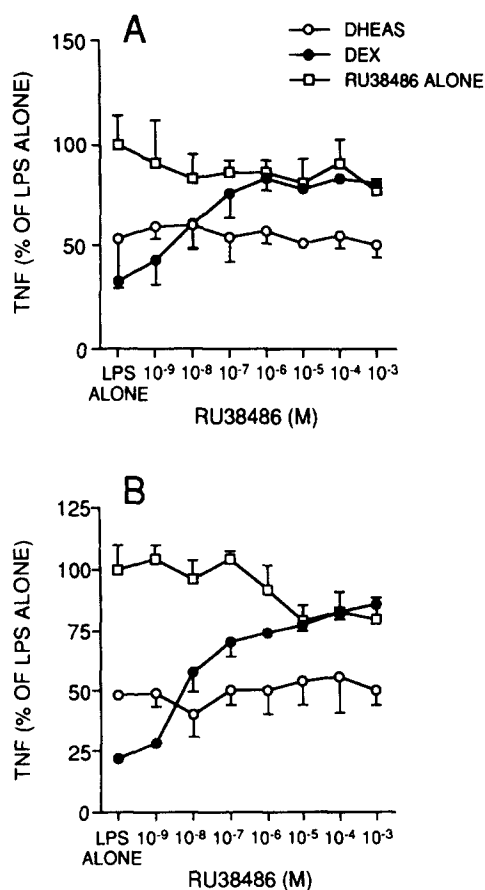 A
DHEAS
DEX
RU38486 ALONE
TNF (% OF LPS ALONE)
150
100
50
0
LPS ALONE 10⁻⁹ 10⁻⁸ 10⁻⁷ 10⁻⁶ 10⁻⁵ 10⁻⁴ 10⁻³
RU38486 (M)
B
TNF (% OF LPS ALONE)
125
100
75
50
25
0
LPS ALONE 10⁻⁹ 10⁻⁸ 10⁻⁷ 10⁻⁶ 10⁻⁵ 10⁻⁴ 10⁻³
RU38486 (M)